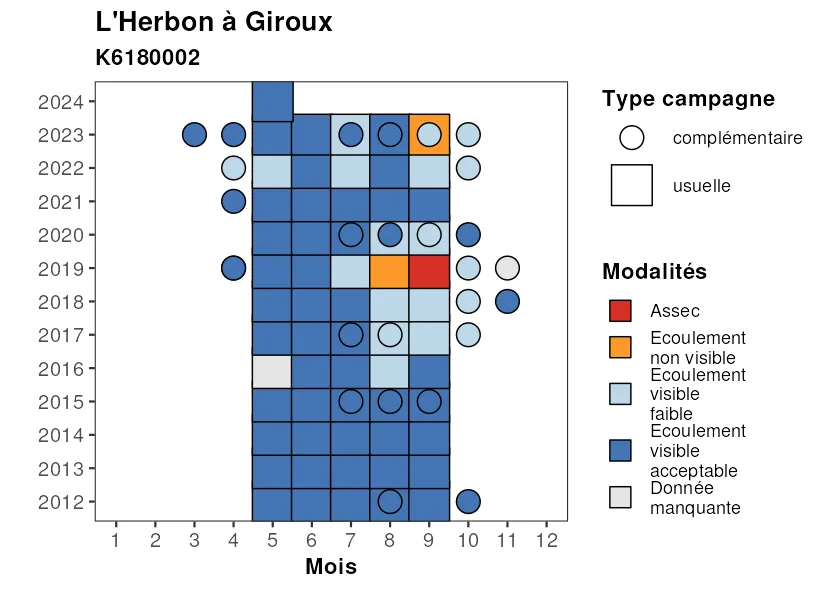 L'Herbon à Giroux
K6180002
2024
2023
2022
2021
2020
2019
2018
2017
2016
2015
2014
2013
2012
1 2 3 4 5 6 7 8 9 10 11 12
Mois
Type campagne
complémentaire
usuelle
Modalités
Assec
Ecoulement
non visible
Ecoulement
visible
faible
Ecoulement
visible
acceptable
Donnée
manquante